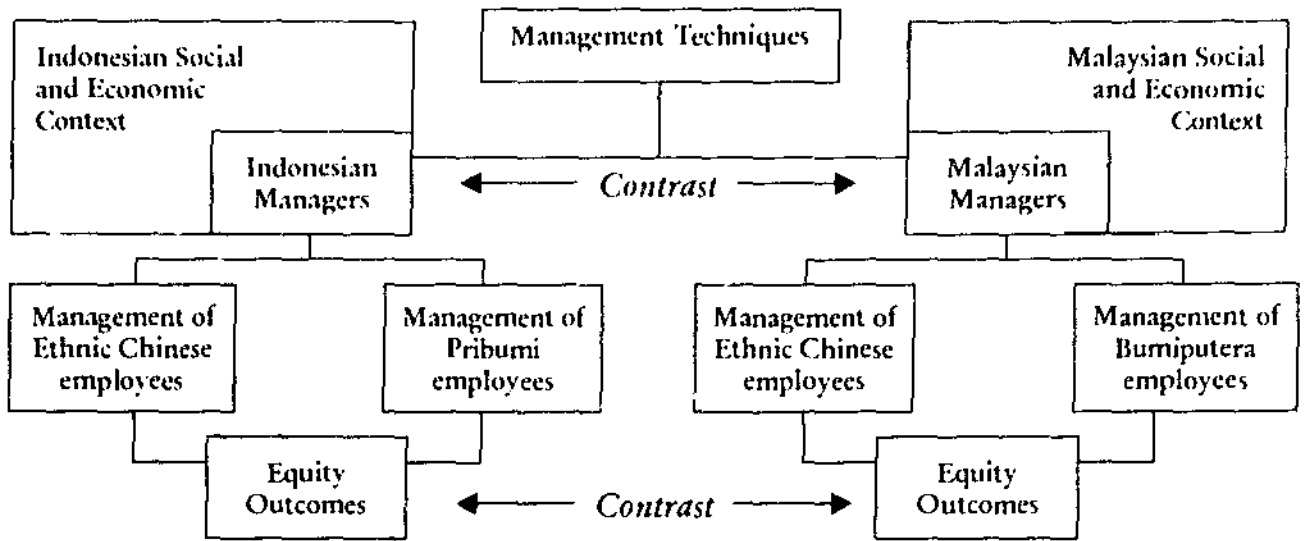 Management Techniques
Indonesian Social
and Economic
Context
Malaysian Social
and Economic
Context
Indonesian
Managers
Contrast
Malaysian
Managers
Management of
Ethnic Chinese
employees
Management of
Pribumi
employees
Management of
Ethnic Chinese
employees
Management of
Bumiputera
employees
Equity
Outcomes
Contrast
Equity
Outcomes